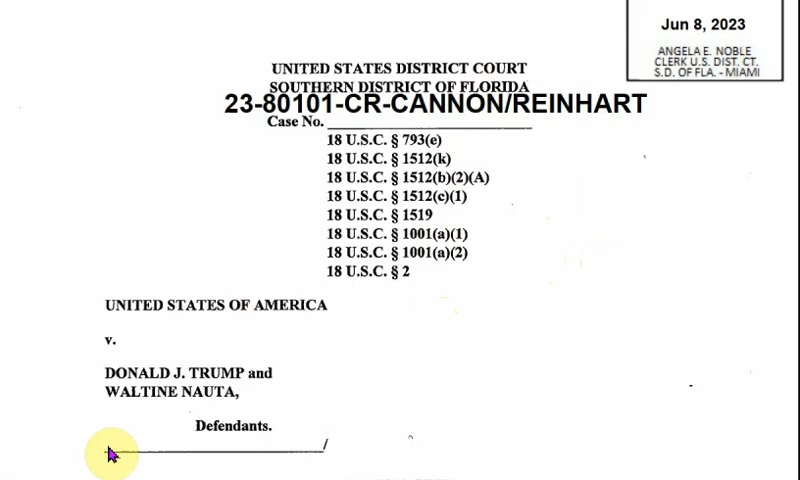 Jun 8, 2023
ANGELA E. NOBLE
CLERK U.S. DIST. CT.
S.D. OF FLA. - MIAMI
UNITED STATES DISTRICT COURT
SOUTHERN DISTRICT OF FLORIDA
23-80101-CR-CANNON/REINHART
Case No.
18 U.S.C. § 793(e)
18 U.S.C. § 1512(k)
18 U.S.C. § 1512(b)(2)(A)
18 U.S.C. § 1512(c)(1)
18 U.S.C. § 1519
18 U.S.C. § 1001(a)(1)
18 U.S.C. § 1001(a)(2)
18 U.S.C. § 2
UNITED STATES OF AMERICA
v.
DONALD J. TRUMP and
WALTINE NAUTA,
Defendants.
/